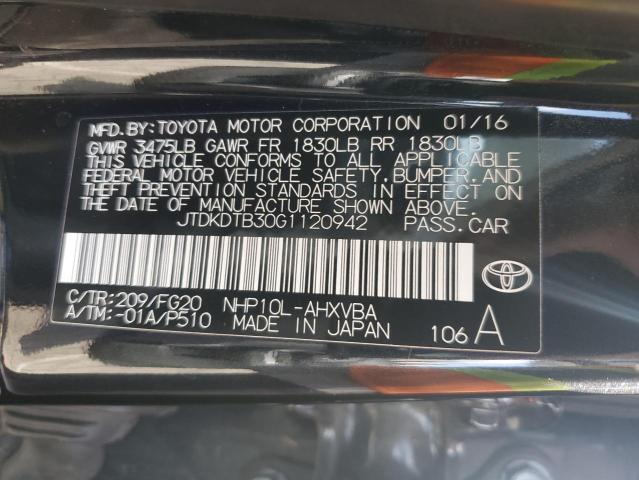 MFD.BY:TOYOTA MOTOR CORPORATION 01/16
GVWR 3475LB GAWR FR 1830LB RR 1830LB
THIS VEHICLE CONFORMS TO ALL APPLICABLE
FEDERAL MOTOR VEHICLE SAFETY,BUMPER, AND
THEFT PREVENTION STANDARDS IN EFFECT ON
THE DATE OF MANUFACTURE SHOWN ABOVE.
JTDKDTB30G1120942 PASS.CAR
C/TR:209/FG20 NHP10L-AHXVBA
A/TM:-01A/P510 MADE IN JAPAN 106 A